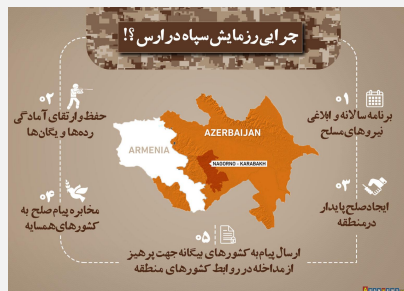 چرایی رزمایش سپاه در ارس ؟!
۰۱
برنامه سالانه و ابلاغی
نیروهای مسلح
۰۲
حفظ و ارتقای آمادگی
رده‌ها و یگان‌ها
AZERBAIJAN
ARMENIA
NAGORNO - KARABAKH
۰۳
ایجاد صلح پایدار
در منطقه
۰۴
مخابره پیام صلح به
کشورهای همسایه
۰۵
ارسال پیام به کشورهای بیگانه جهت پرهیز
از مداخله در روابط کشورهای منطقه